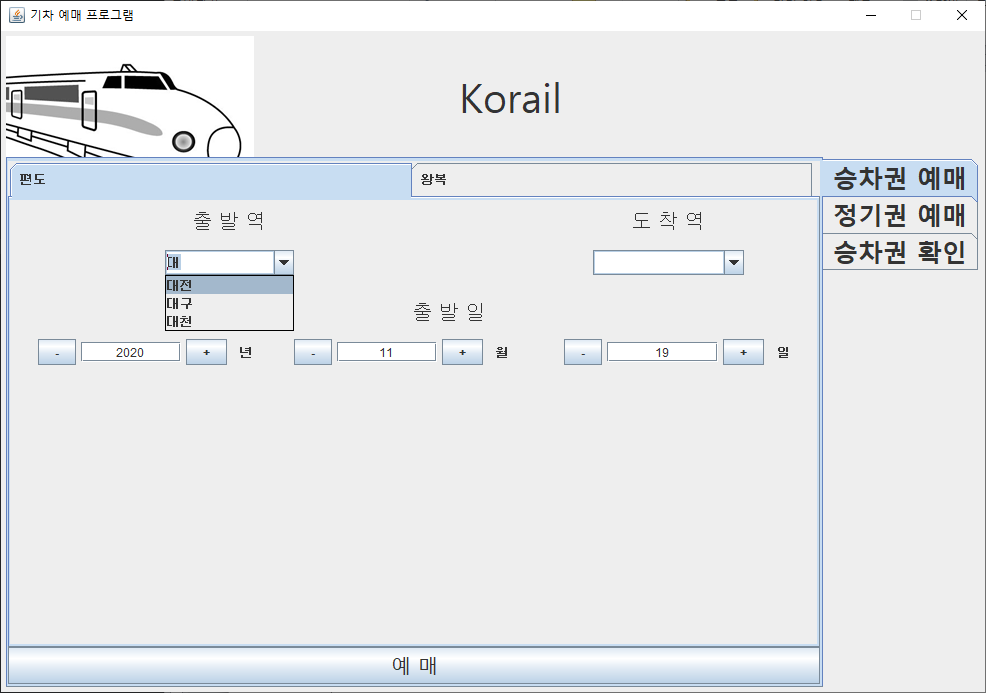 기차 예매 프로그램
Korail
편도 왕복
승차권 예매
정기권 예매
승차권 확인
출 발 역 도 착 역
대
대전
대구
대천
출 발 일
- 2020 + 년 - 11 + 월 - 19 + 일
예 매